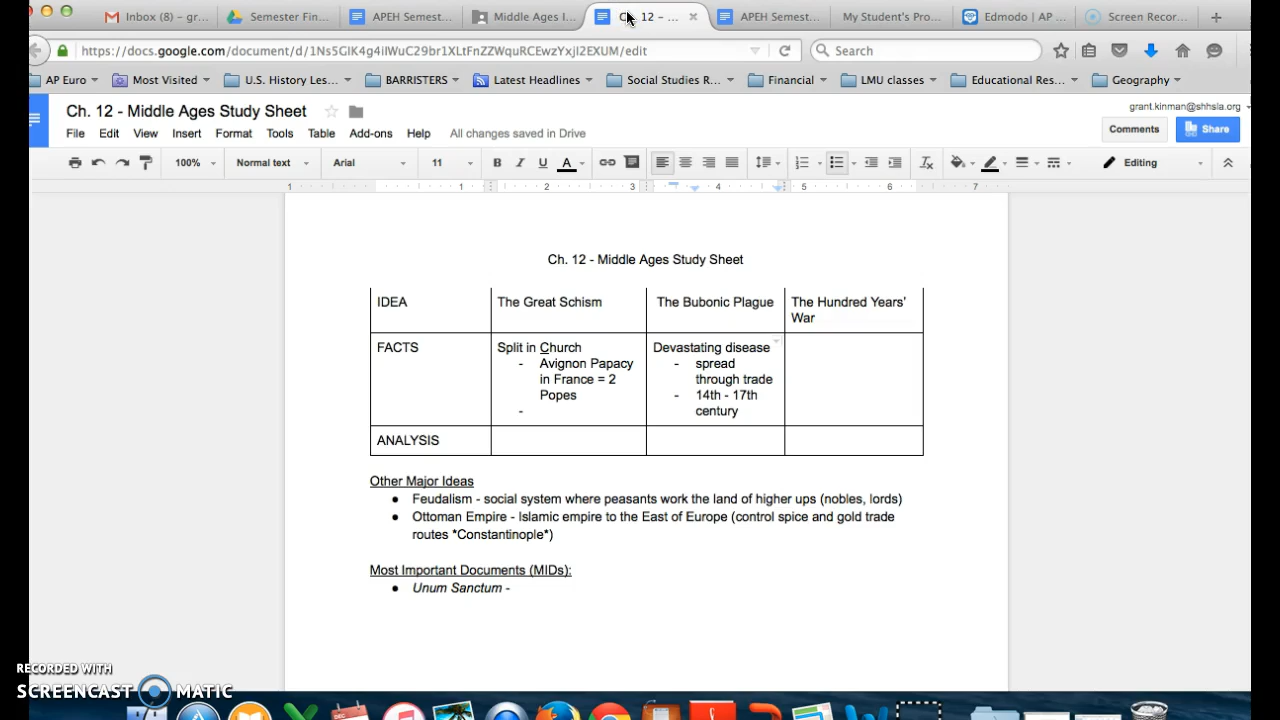 Inbox (8) – gr...
Semester Fin...
APEH Semest...
Middle Ages I...
Ch. 12 – ...
APEH Semest...
My Student's Pro...
Edmodo | AP ...
Screen Recor...
https://docs.google.com/document/d/1Ns5GlK4g4ilWuC29br1XLtFnZZWquRCEwzYxjI2EXUM/edit
Search
AP Euro
Most Visited
U.S. History Les...
BARRISTERS
Latest Headlines
Social Studies R...
Financial
LMU classes
Educational Res...
Geography
Ch. 12 - Middle Ages Study Sheet
grant.kinman@shhsla.org
File Edit View Insert Format Tools Table Add-ons Help All changes saved in Drive
Comments
Share
100% Normal text Arial 11 B I U A Editing
1 1 2 3 4 5 6 7
Ch. 12 - Middle Ages Study Sheet
IDEA
The Great Schism
The Bubonic Plague
The Hundred Years'
War
FACTS
Split in Church
- Avignon Papacy
in France = 2
Popes
-
Devastating disease
- spread
through trade
- 14th - 17th
century
ANALYSIS
Other Major Ideas
● Feudalism - social system where peasants work the land of higher ups (nobles, lords)
● Ottoman Empire - Islamic empire to the East of Europe (control spice and gold trade
routes *Constantinople*)
Most Important Documents (MIDs):
● Unum Sanctum -
RECORDED WITH
SCREENCAST MATIC